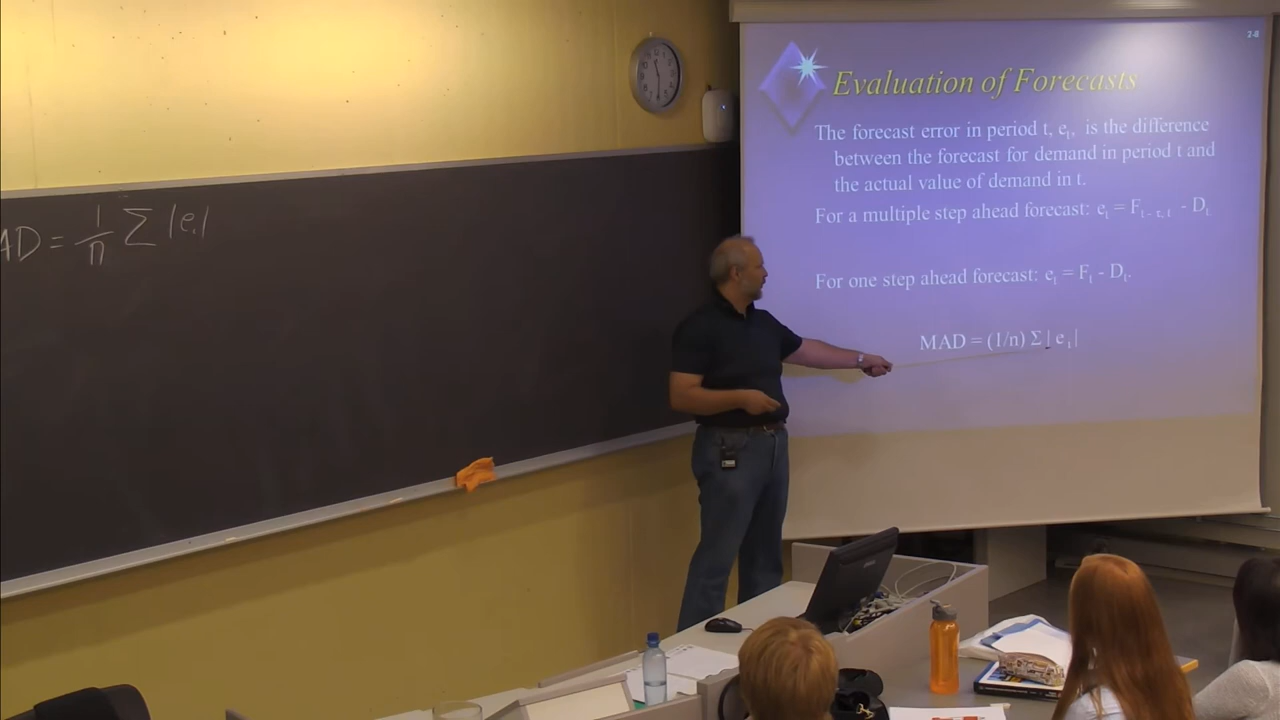 AD = 1/n Σ |eᵢ|
2-8
Evaluation of Forecasts
The forecast error in period t, eₜ, is the difference
between the forecast for demand in period t and
the actual value of demand in t.
For a multiple step ahead forecast: eₜ = Fₜ₋τ,ₜ - Dₜ.
For one step ahead forecast: eₜ = Fₜ - Dₜ.
MAD = (1/n) Σ | e ᵢ|